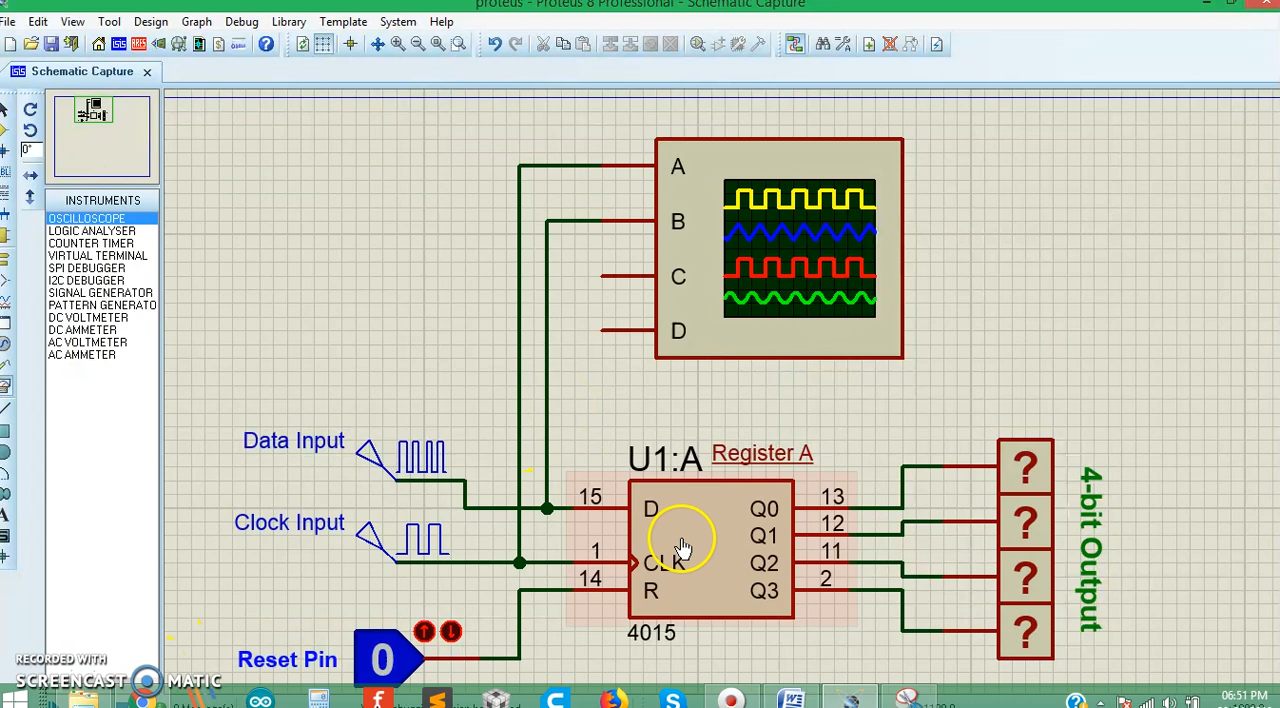 proteus - Proteus 8 Professional - Schematic Capture
File Edit View Tool Design Graph Debug Library Template System Help
Schematic Capture
0°
INSTRUMENTS
OSCILLOSCOPE
LOGIC ANALYSER
COUNTER TIMER
VIRTUAL TERMINAL
SPI DEBUGGER
I2C DEBUGGER
SIGNAL GENERATOR
PATTERN GENERATO
DC VOLTMETER
DC AMMETER
AC VOLTMETER
AC AMMETER
A
B
C
D
Data Input
Clock Input
Reset Pin
0
U1:A
Register A
15
1
14
D
CLK
R
Q0
Q1
Q2
Q3
13
12
11
2
4015
?
?
?
?
4-bit Output
RECORDED WITH
SCREENCAST MATIC
06:51 PM